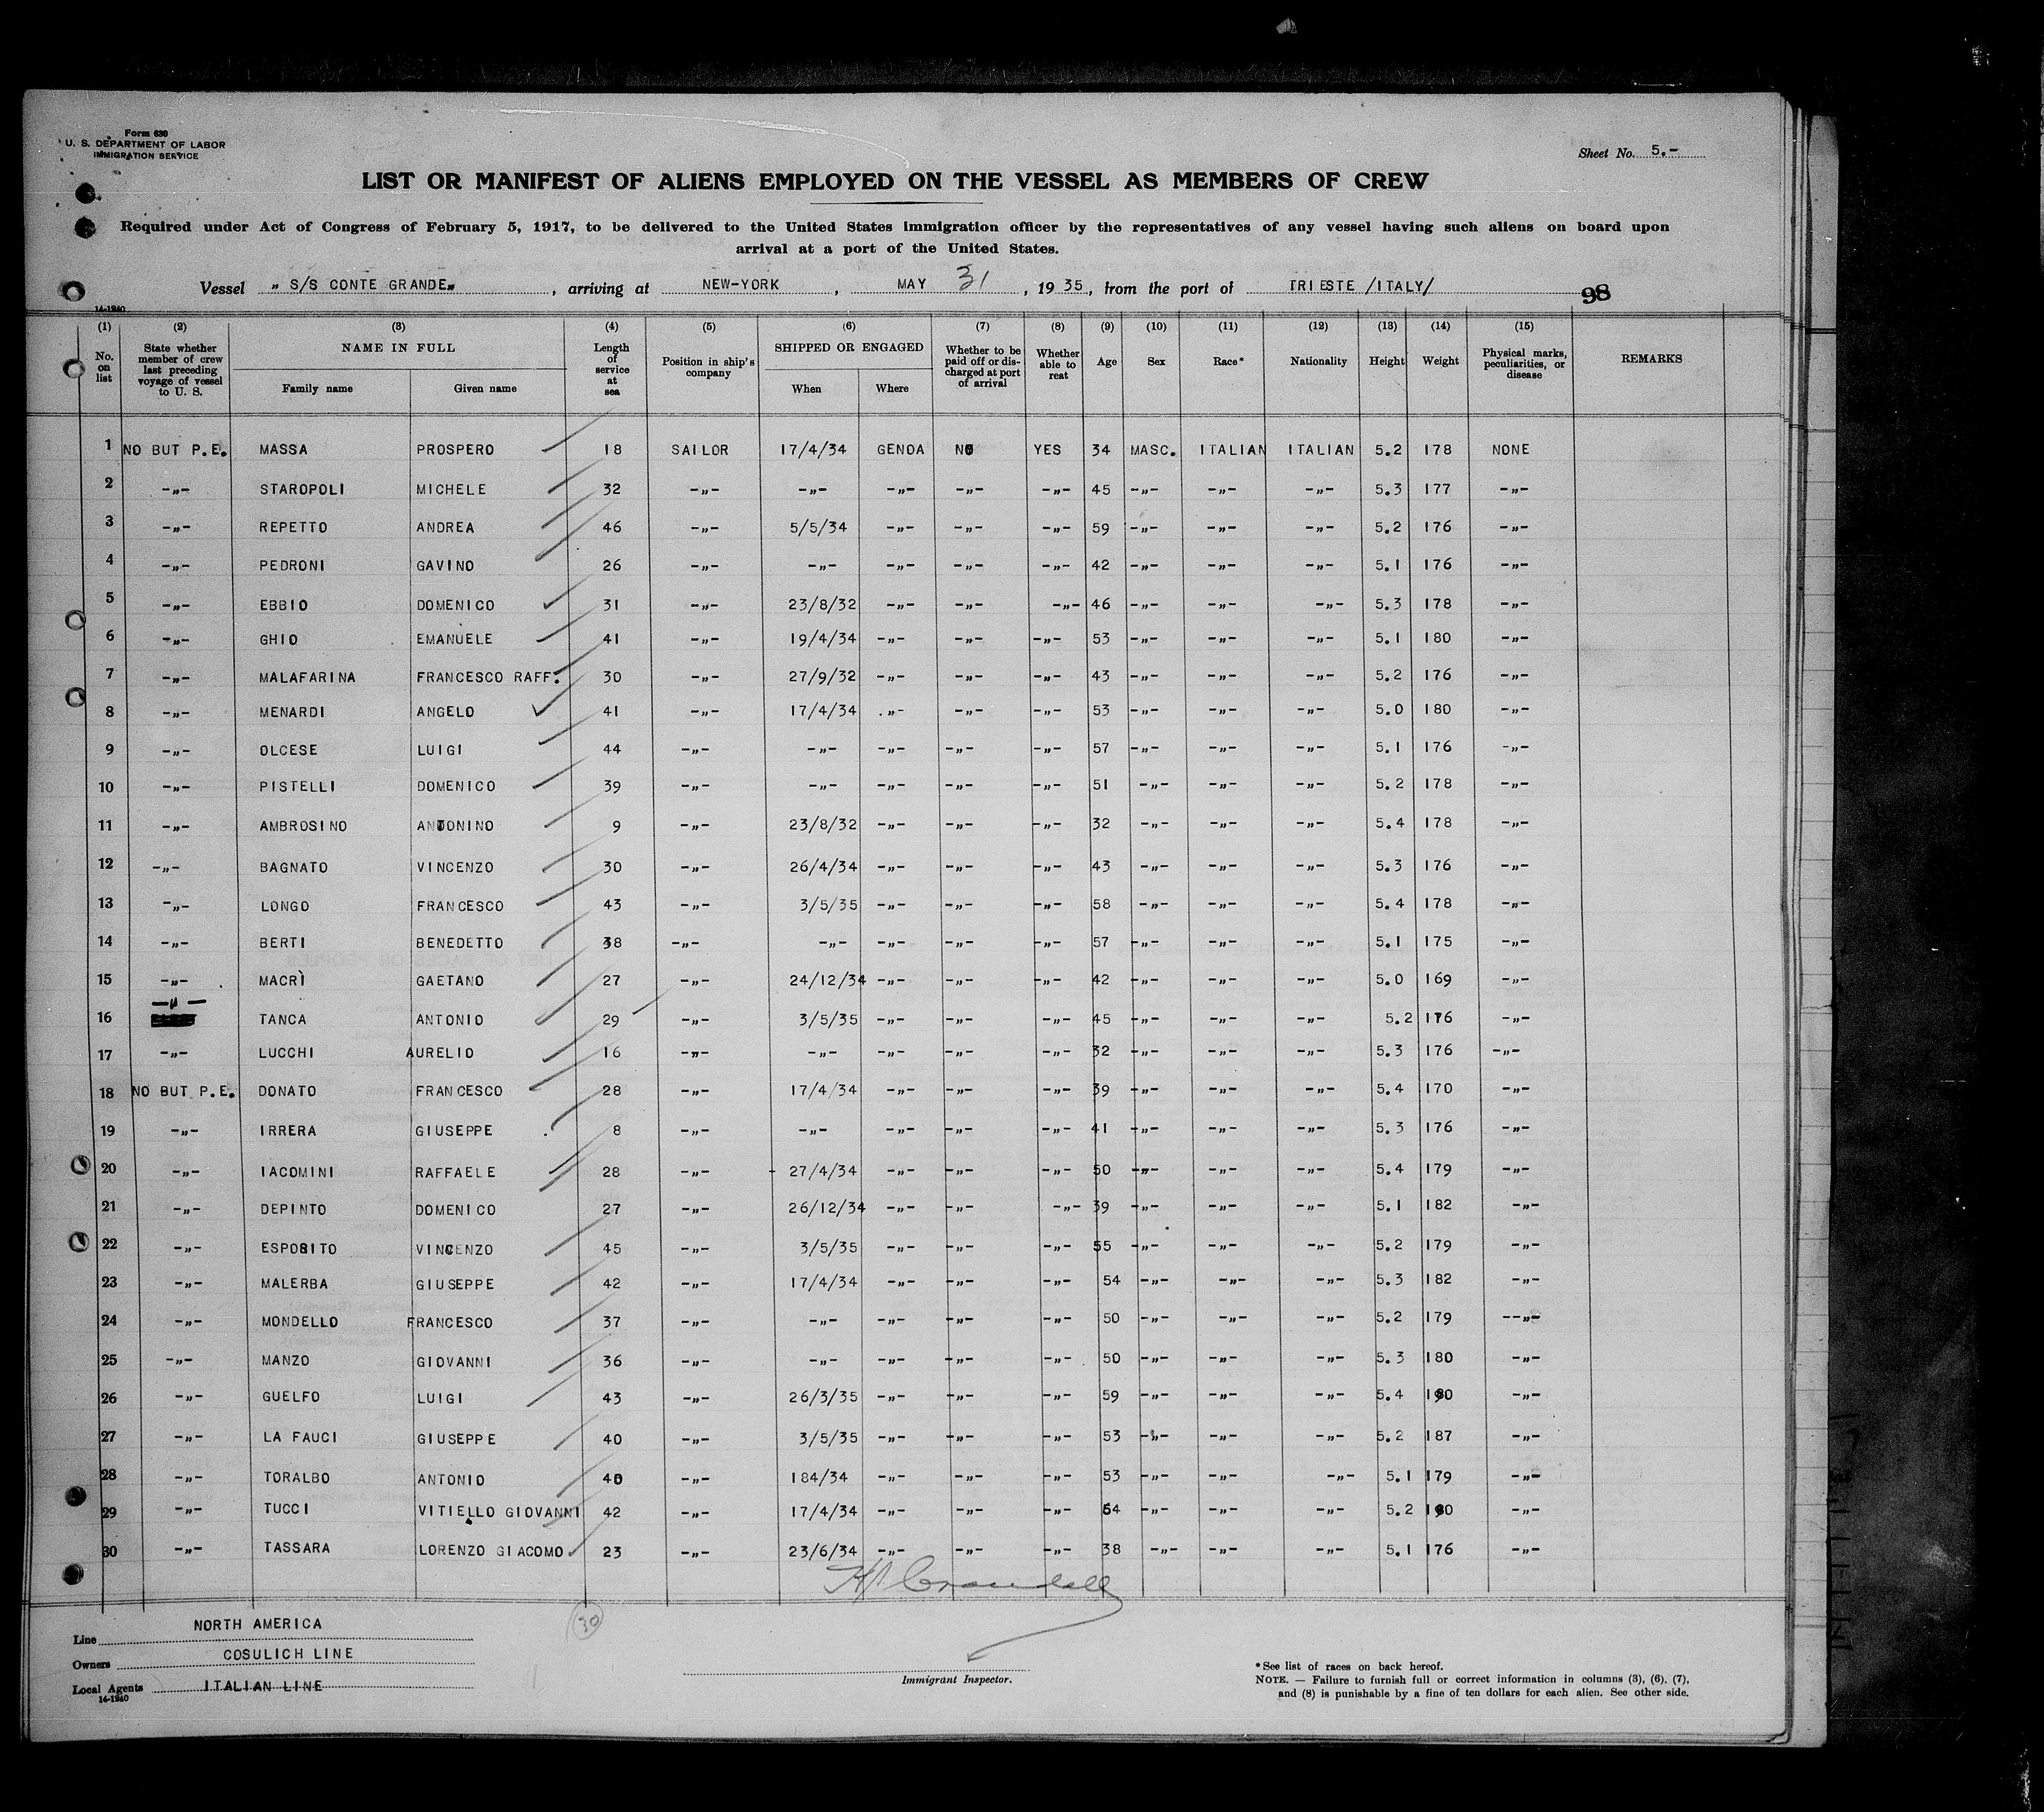 Form 630
U. S. DEPARTMENT OF LABOR
IMMIGRATION SERVICE
Sheet No. 5.-
LIST OR MANIFEST OF ALIENS EMPLOYED ON THE VESSEL AS MEMBERS OF CREW
Required under Act of Congress of February 5, 1917, to be delivered to the United States immigration officer by the representatives of any vessel having such aliens on board upon
arrival at a port of the United States.
Vessel „ S/S CONTE GRANDE„ , arriving at NEW-YORK , MAY 31 , 19 35, from the port of TRIESTE /ITALY/ 98
14-1240
(1) (2) (3) (4) (5) (6) (7) (8) (9) (10) (11) (12) (13) (14) (15)
No. on list State whether member of crew last preceding voyage of vessel to U. S. NAME IN FULL Family name Given name Length of service at sea Position in ship's company SHIPPED OR ENGAGED When Where Whether to be paid off or discharged at port of arrival Whether able to reat Age Sex Race* Nationality Height Weight Physical marks, peculiarities, or disease REMARKS
1 NO BUT P.E. MASSA PROSPERO 18 SAILOR 17/4/34 GENOA NO YES 34 MASC. ITALIAN ITALIAN 5.2 178 NONE
2 -„- STAROPOLI MICHELE 32 -„- -„- -„- -„- -„- 45 -„- -„- -„- 5.3 177 -„-
3 -„- REPETTO ANDREA 46 -„- 5/5/34 -„- -„- -„- 59 -„- -„- -„- 5.2 176 -„-
4 -„- PEDRONI GAVINO 26 -„- -„- -„- -„- -„- 42 -„- -„- -„- 5.1 176 -„-
5 -„- EBBIO DOMENICO 31 -„- 23/8/32 -„- -„- -„- 46 -„- -„- -„- 5.3 178 -„-
6 -„- GHIO EMANUELE 41 -„- 19/4/34 -„- -„- -„- 53 -„- -„- -„- 5.1 180 -„-
7 -„- MALAFARINA FRANCESCO RAFF. 30 -„- 27/9/32 -„- -„- -„- 43 -„- -„- -„- 5.2 176 -„-
8 -„- MENARDI ANGELO 41 -„- 17/4/34 .„- -„- -„- 53 -„- -„- -„- 5.0 180 -„-
9 -„- OLCESE LUIGI 44 -„- -„- -„- -„- -„- 57 -„- -„- -„- 5.1 176 -„-
10 -„- PISTELLI DOMENICO 39 -„- -„- -„- -„- -„- 51 -„- -„- -„- 5.2 178 -„-
11 -„- AMBROSINO ANTONINO 9 -„- 23/8/32 -„- -„- -„- 32 -„- -„- -„- 5.4 178 -„-
12 -„- BAGNATO VINCENZO 30 -„- 26/4/34 -„- -„- -„- 43 -„- -„- -„- 5.3 176 -„-
13 -„- LONGO FRANCESCO 43 -„- 3/5/35 -„- -„- -„- 58 -„- -„- -„- 5.4 178 -„-
14 -„- BERTI BENEDETTO 38 -„- -„- -„- -„- -„- 57 -„- -„- -„- 5.1 175 -„-
15 -„- MACRÌ GAETANO 27 -„- 24/12/34 -„- -„- -„- 42 -„- -„- -„- 5.0 169 -„-
16 -„- TANCA ANTONIO 29 -„- 3/5/35 -„- -„- -„- 45 -„- -„- -„- 5.2 176 -„-
17 -„- LUCCHI AURELIO 16 -„- -„- -„- -„- -„- 32 -„- -„- -„- 5.3 176 -„-
18 NO BUT P.E. DONATO FRANCESCO 28 -„- 17/4/34 -„- -„- -„- 39 -„- -„- -„- 5.4 170 -„-
19 -„- IRRERA GIUSEPPE 8 -„- -„- -„- -„- -„- 41 -„- -„- -„- 5.3 176 -„-
20 -„- IACOMINI RAFFAELE 28 -„- - 27/4/34 -„- -„- -„- 50 -„- -„- -„- 5.4 179 -„-
21 -„- DEPINTO DOMENICO 27 -„- 26/12/34 -„- -„- -„- 39 -„- -„- -„- 5.1 182 -„-
22 -„- ESPOSITO VINCENZO 45 -„- 3/5/35 -„- -„- -„- 55 -„- -„- -„- 5.2 179 -„-
23 -„- MALERBA GIUSEPPE 42 -„- 17/4/34 -„- -„- -„- 54 -„- -„- -„- 5.3 182 -„-
24 -„- MONDELLO FRANCESCO 37 -„- -„- -„- -„- -„- 50 -„- -„- -„- 5.2 179 --„-
25 -„- MANZO GIOVANNI 36 -„- -„- -„- -„- -„- 50 -„- -„- -„- 5.3 180 -„-
26 -„- GUELFO LUIGI 43 -„- 26/3/35 -„- -„- -„- 59 -„- -„- -„- 5.4 -„-
27 -„- LA FAUCI GIUSEPPE 40 -„- 3/5/35 -„- -„- -„- 53 -„- -„- -„- 5.2 187 -„-
28 -„- TORALBO ANTONIO 40 -„- 184/34 -„- -„- -„- 53 -„- -„- -„- 5.1 179 -„-
29 -„- TUCCI VITIELLO GIOVANNI 42 -„- 17/4/34 -„- -„- -„- 54 -„- -„- -„- 5.2 -„-
30 -„- TASSARA LORENZO GIACOMO 23 -„- 23/6/34 -„- -„- -„- 38 -„- -„- -„- 5.1 176 -„-
Crandall
30
Line NORTH AMERICA
Owners COSULICH LINE
Local Agents ITALIAN LINE
14-1240
Immigrant Inspector.
*See list of races on back hereof.
NOTE. — Failure to furnish full or correct information in columns (3), (6), (7),
and (8) is punishable by a fine of ten dollars for each alien. See other side.